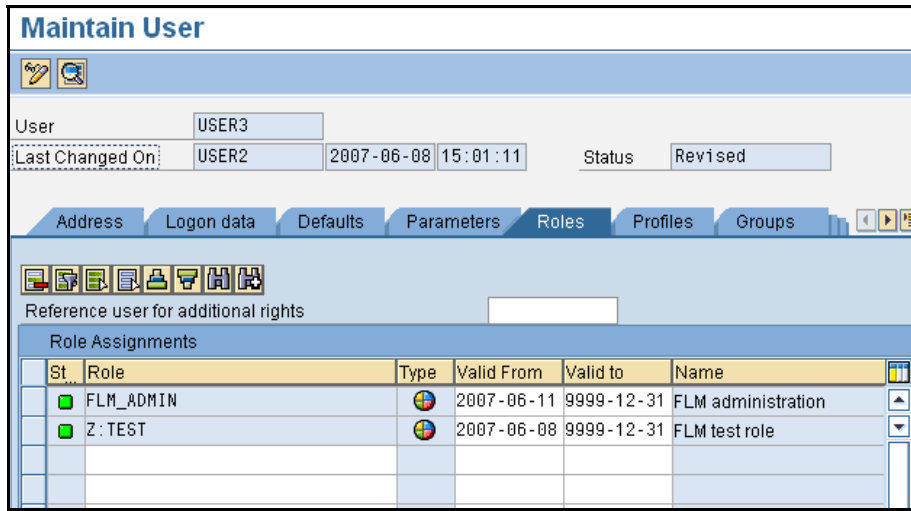 Maintain User
User USER3
Last Changed On USER2 2007-06-08 15:01:11 Status Revised
Address Logon data Defaults Parameters Roles Profiles Groups
Reference user for additional rights
Role Assignments
St... Role Type Valid From Valid to Name
FLM_ADMIN 2007-06-11 9999-12-31 FLM administration
Z:TEST 2007-06-08 9999-12-31 FLM test role